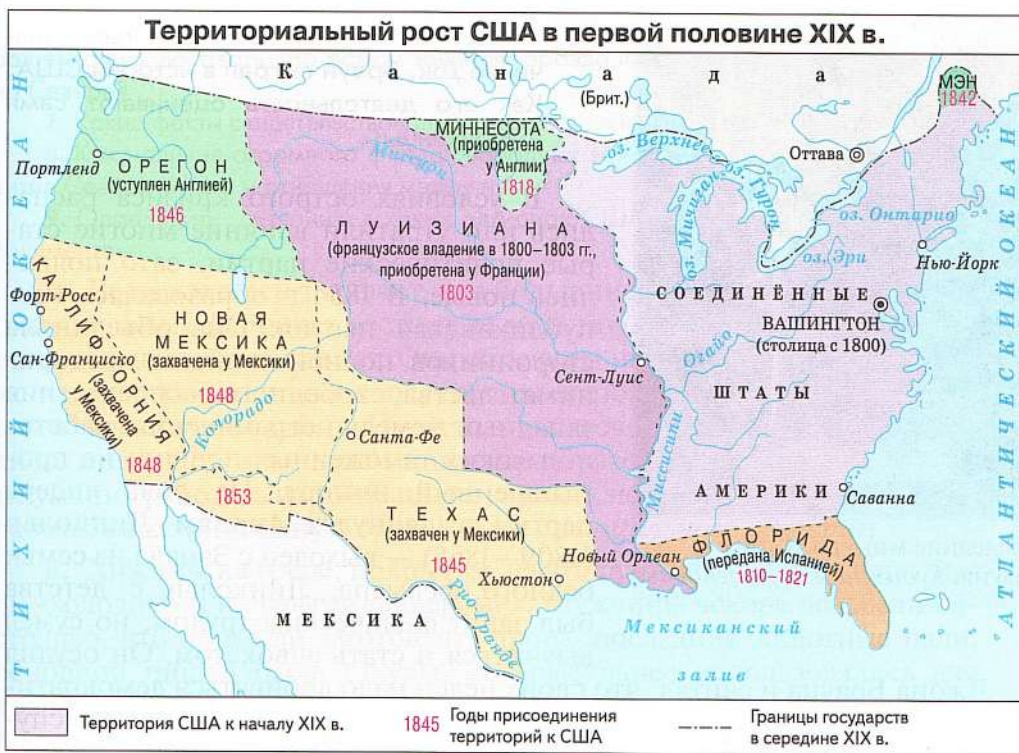 Территориальный рост США в первой половине XIX в.
К а н а д а
(Брит.)
МЭН
1842
МИННЕСОТА
(приобретена
у Англии)
1818
оз. Верхнее
Оттава
Портленд
ОРЕГОН
(уступлен Англией)
1846
Миссури
оз. Мичиган
оз. Гурон
оз. Онтарио
оз. Эри
Нью-Йорк
ЛУИЗИАНА
(французское владение в 1800–1803 гг.,
приобретена у Франции)
1803
СОЕДИНЁННЫЕ
ВАШИНГТОН
(столица с 1800)
ШТАТЫ
АМЕРИКИ
КАЛИФОРНИЯ
(захвачена
у Мексики)
1848
Форт-Росс
Сан-Франциско
НОВАЯ
МЕКСИКА
(захвачена у Мексики)
1848
Колорадо
Санта-Фе
1853
Сент-Луис
Огайо
Миссисипи
Саванна
ТЕХАС
(захвачен у Мексики)
1845
Хьюстон
Новый Орлеан
ФЛОРИДА
(передана Испанией)
1810–1821
Рио-Гранде
МЕКСИКА
Мексиканский
залив
ТИХИЙ ОКЕАН
АТЛАНТИЧЕСКИЙ ОКЕАН
Территория США к началу XIX в.
1845
Годы присоединения
территорий к США
Границы государств
в середине XIX в.